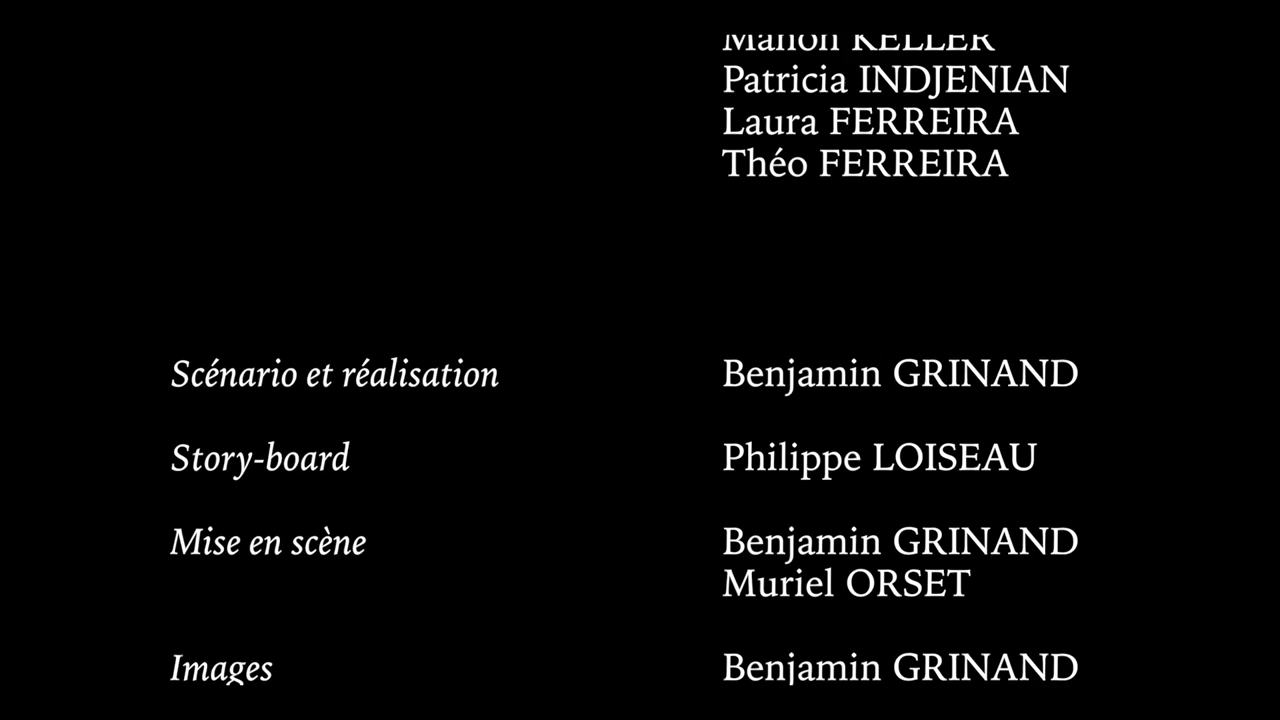 Manon KELLER
Patricia INDJENIAN
Laura FERREIRA
Théo FERREIRA
Scénario et réalisation Benjamin GRINAND
Story-board Philippe LOISEAU
Mise en scène Benjamin GRINAND
Muriel ORSET
Images Benjamin GRINAND